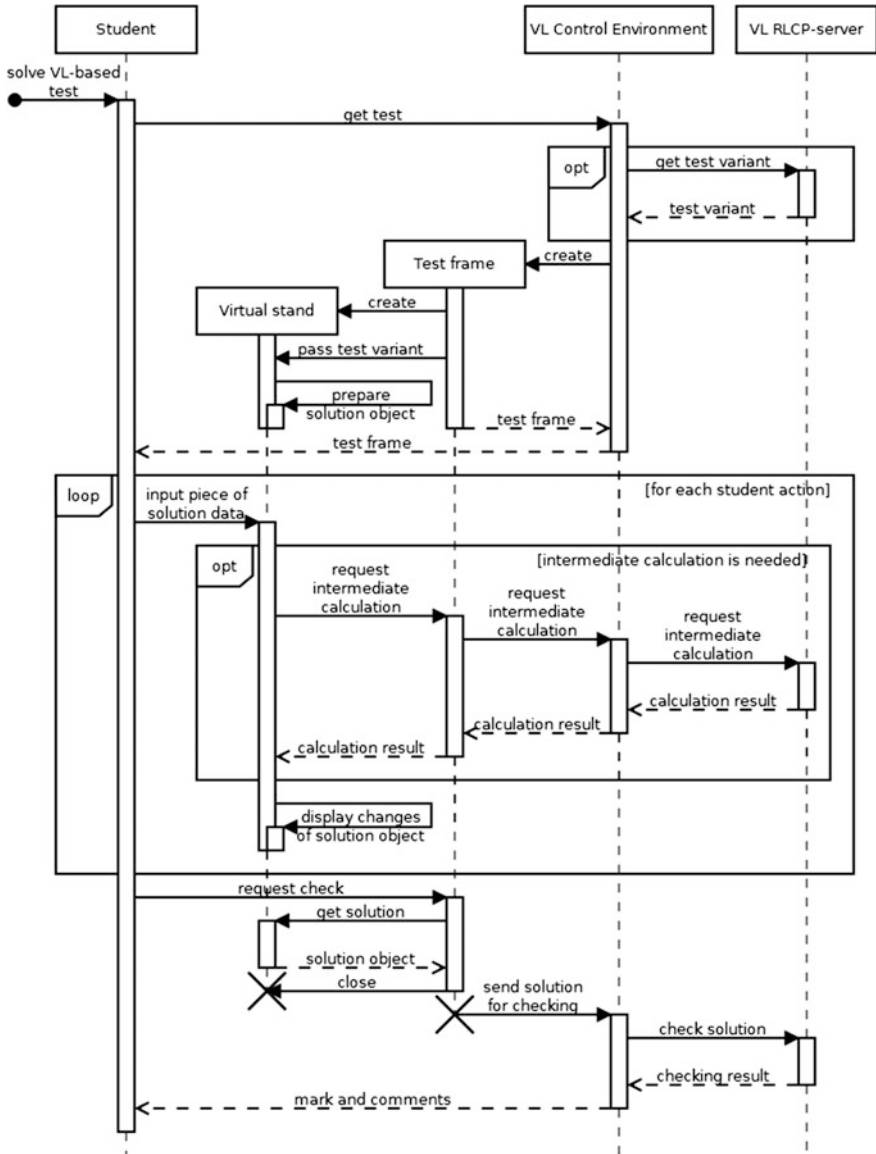 Student
VL Control Environment
VL RLCP-server
solve VL-based
test
get test
opt
get test variant
test variant
create
Test frame
create
Virtual stand
pass test variant
prepare
solution object
test frame
test frame
loop
[for each student action]
input piece of
solution data
opt
[intermediate calculation is needed]
request
intermediate
calculation
request
intermediate
calculation
request
intermediate
calculation
calculation result
calculation result
calculation result
display changes
of solution object
request check
get solution
solution object
close
send solution
for checking
check solution
checking result
mark and comments